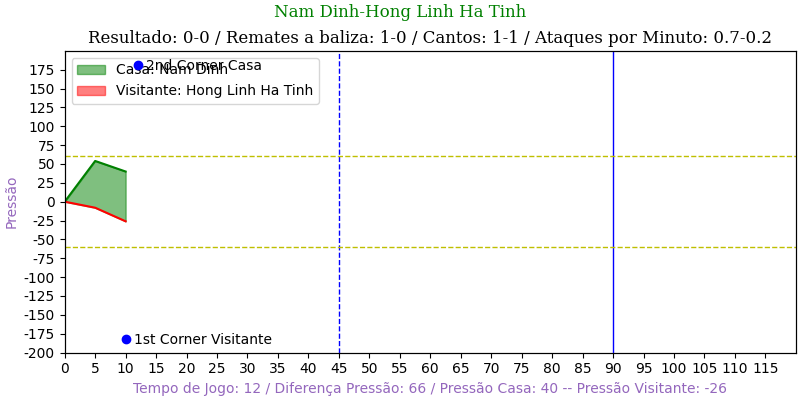 Nam Dinh-Hong Linh Ha Tinh
Resultado: 0-0 / Remates a baliza: 1-0 / Cantos: 1-1 / Ataques por Minuto: 0.7-0.2
2nd Corner Casa
Casa: Nam Dinh
Visitante: Hong Linh Ha Tinh
175
150
125
100
75
50
25
0
-25
-50
-75
-100
-125
-150
-175
-200
Pressão
1st Corner Visitante
0 5 10 15 20 25 30 35 40 45 50 55 60 65 70 75 80 85 90 95 100 105 110 115
Tempo de Jogo: 12 / Diferença Pressão: 66 / Pressão Casa: 40 -- Pressão Visitante: -26